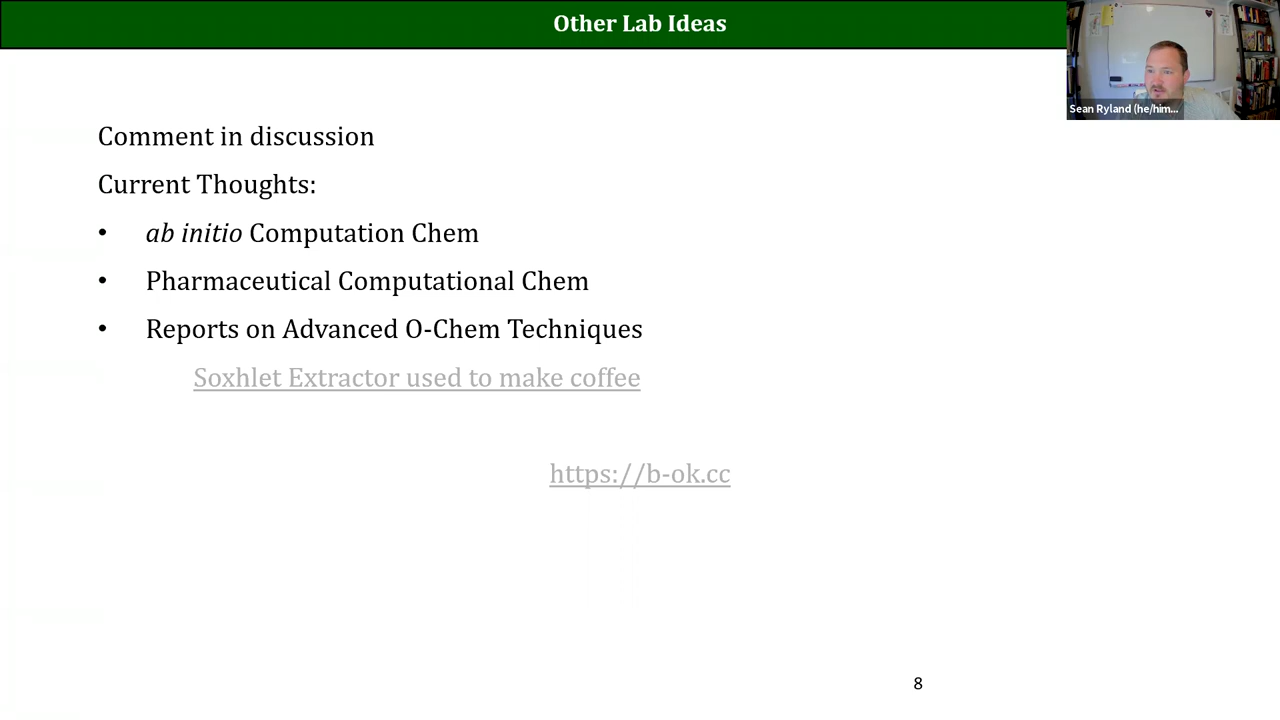 Other Lab Ideas
Sean Ryland (he/him...
Comment in discussion
Current Thoughts:
• ab initio Computation Chem
• Pharmaceutical Computational Chem
• Reports on Advanced O-Chem Techniques
Soxhlet Extractor used to make coffee
https://b-ok.cc
8